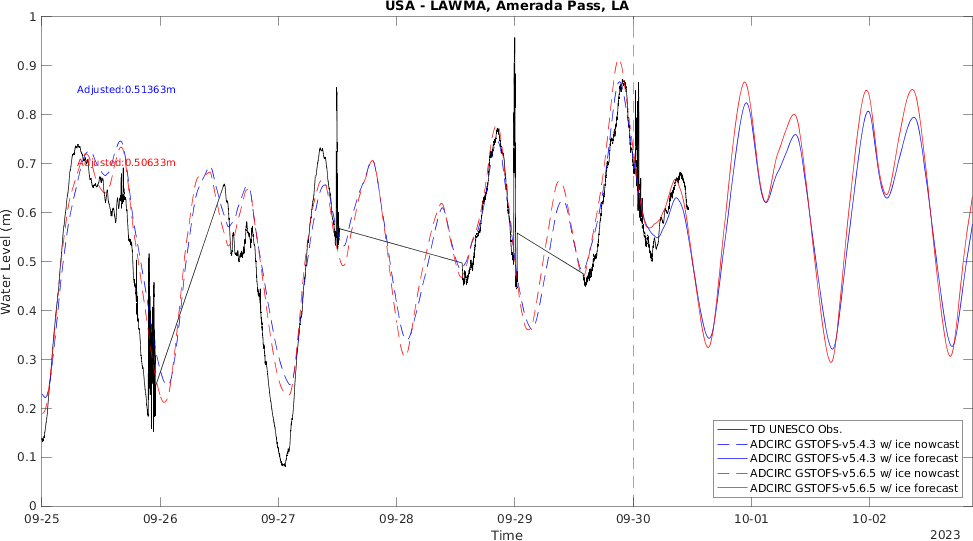 USA - LAWMA, Amerada Pass, LA
1
0.9
0.8
0.7
0.6
0.5
0.4
0.3
0.2
0.1
0
Water Level (m)
Adjusted:0.51363m
Adjusted:0.50633m
TD UNESCO Obs.
ADCIRC GSTOFS-v5.4.3 w/ ice nowcast
ADCIRC GSTOFS-v5.4.3 w/ ice forecast
ADCIRC GSTOFS-v5.6.5 w/ ice nowcast
ADCIRC GSTOFS-v5.6.5 w/ ice forecast
09-25 09-26 09-27 09-28 09-29 09-30 10-01 10-02
Time
2023